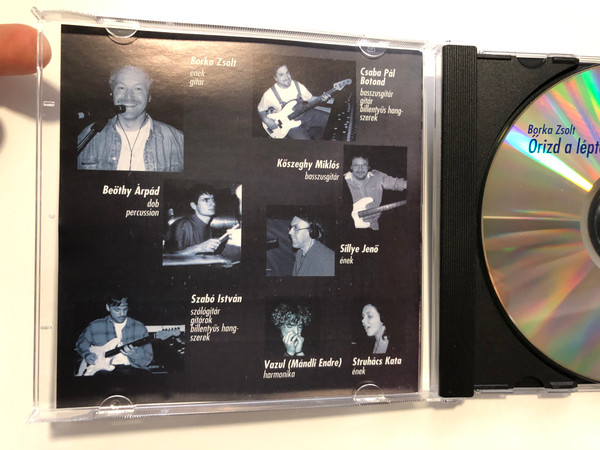 Borka Zsolt
ének
gitár
Csaba Pál
Botond
basszusgitár
gitár
billentyűs hang-
szerek
Kőszeghy Miklós
basszusgitár
Beöthy Árpád
dob
percussion
Sillye Jenő
ének
Szabó István
szólógitár
gitárok
billentyűs hang-
szerek
Vazul (Mándli Endre)
harmonika
Struhács Kata
ének
Borka Zsolt
Őrizd a lépt